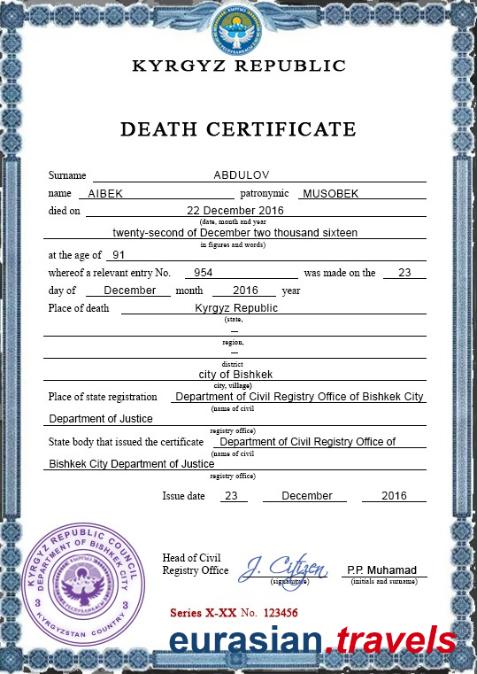 KYRGYZ REPUBLIC
DEATH CERTIFICATE
Surname ABDULOV
name AIBEK patronymic MUSOBEK
died on 22 December 2016
(date, month and year
twenty-second of December two thousand sixteen
in figures and words)
at the age of 91
whereof a relevant entry No. 954 was made on the 23
day of December month 2016 year
Place of death Kyrgyz Republic
(state,
—
region,
—
district
city of Bishkek
city, village)
Place of state registration Department of Civil Registry Office of Bishkek City
(name of civil
Department of Justice
registry office)
State body that issued the certificate Department of Civil Registry Office of
(name of civil
Bishkek City Department of Justice
registry office)
Issue date 23 December 2016
KYRGYZ REPUBLIC COUNCIL
DEPARTMENT OF BISHKEK CITY
3 3
KYRGYZSTAN COUNTRY
Head of Civil
Registry Office J. Citizen P.P. Muhamad
(signature) (initials and surname)
Series X-XX No. 123456
eurasian.travels